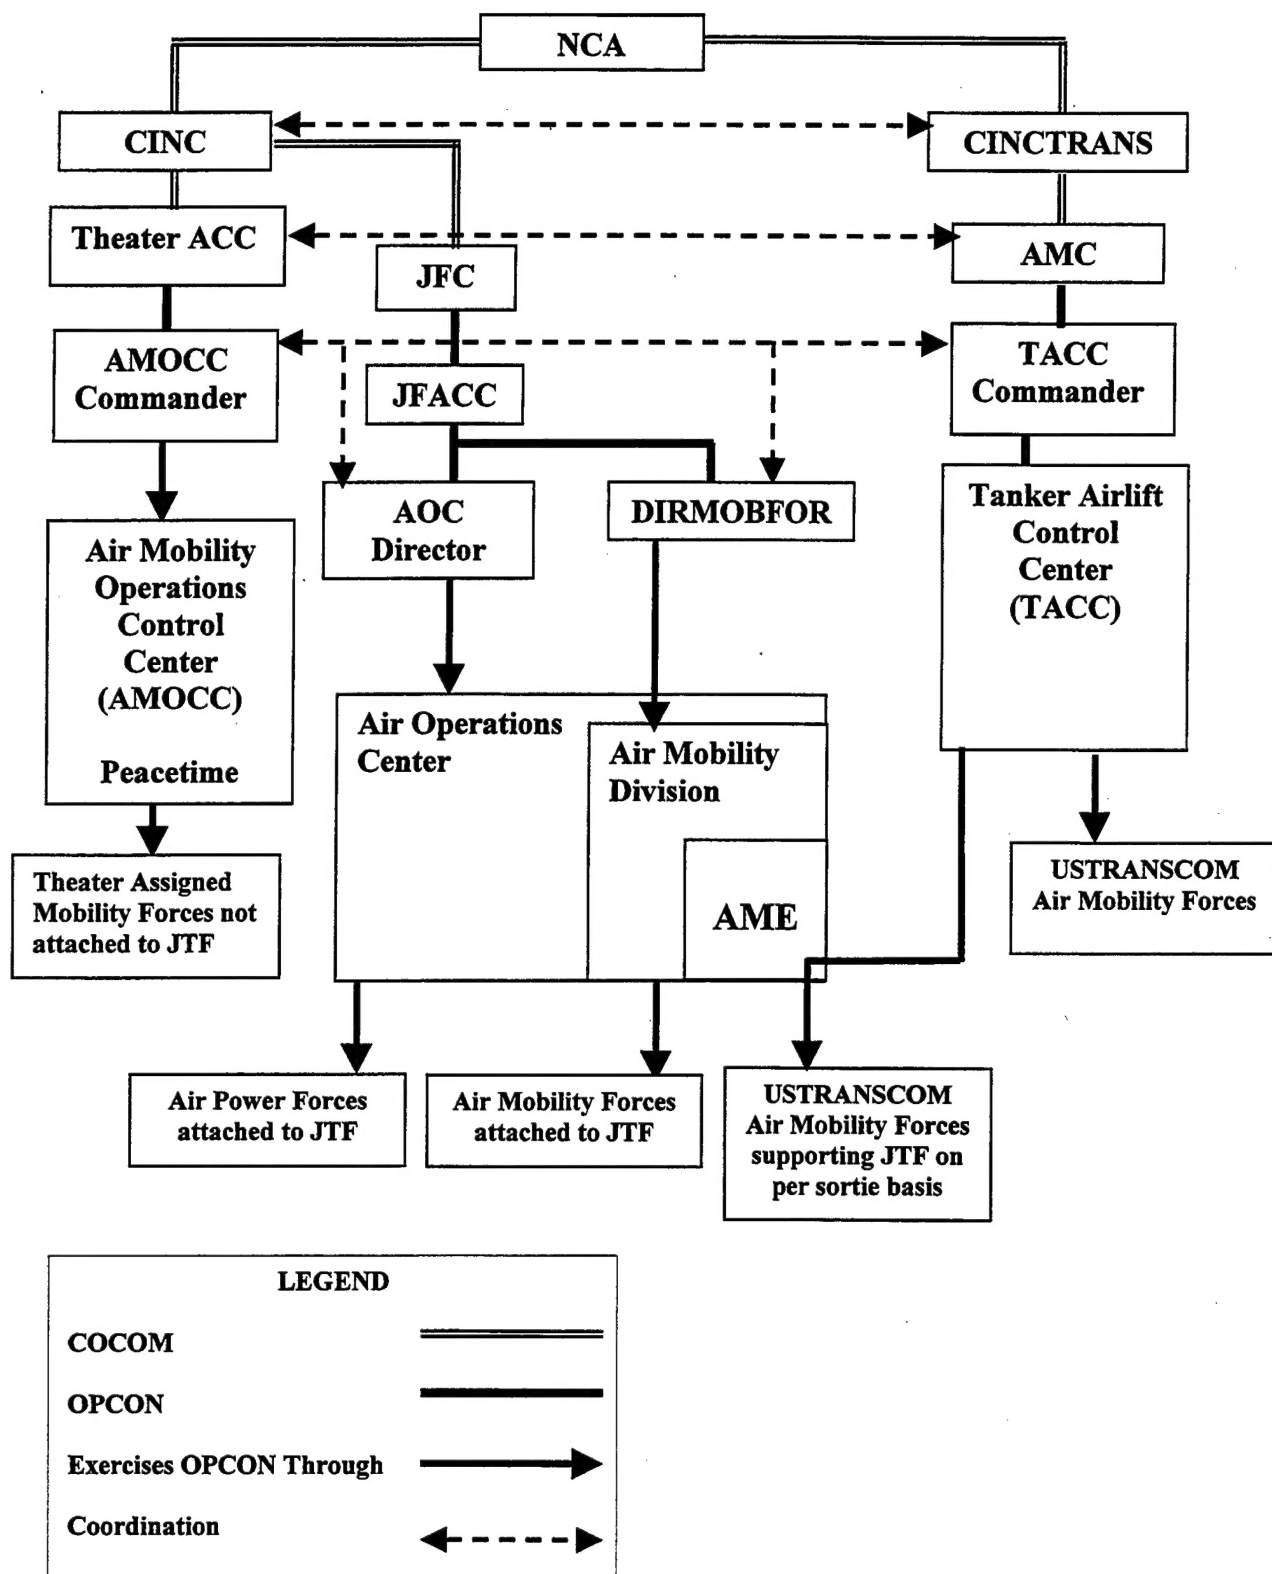 NCA
CINC
CINCTRANS
Theater ACC
JFC
AMC
AMOCC
Commander
JFACC
TACC
Commander
AOC
Director
DIRMOBFOR
Tanker Airlift
Control
Center
(TACC)
Air Mobility
Operations
Control
Center
(AMOCC)
Peacetime
Air Operations
Center
Air Mobility
Division
AME
Theater Assigned
Mobility Forces not
attached to JTF
USTRANSCOM
Air Mobility Forces
Air Power Forces
attached to JTF
Air Mobility Forces
attached to JTF
USTRANSCOM
Air Mobility Forces
supporting JTF on
per sortie basis
LEGEND
COCOM
OPCON
Exercises OPCON Through
Coordination